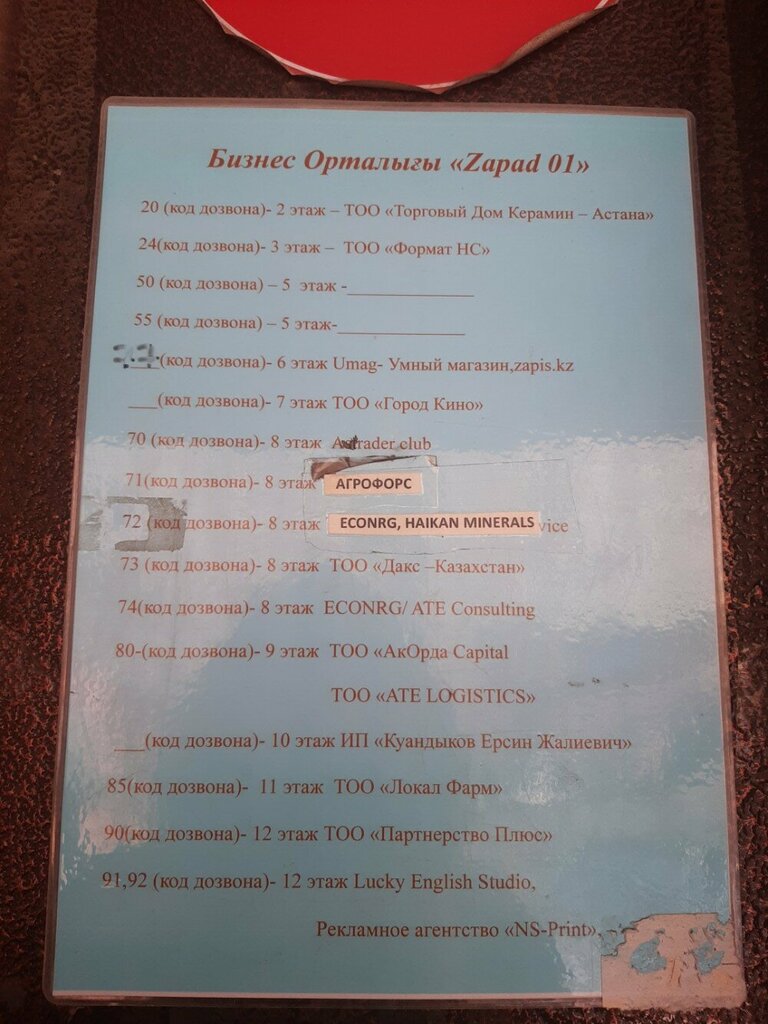 Бизнес Орталығы «Zapad 01»
20 (код дозвона)- 2 этаж – ТОО «Торговый Дом Керамин – Астана»
24(код дозвона)- 3 этаж – ТОО «Формат НС»
50 (код дозвона) – 5 этаж -______________
55 (код дозвона) – 5 этаж-______________
(код дозвона)- 6 этаж Umag- Умный магазин,zapis.kz
___(код дозвона)- 7 этаж ТОО «Город Кино»
70 (код дозвона)- 8 этаж club
71(код дозвона)- 8 этаж АГРОФОРС
72 (код дозвона)- 8 этаж ECONRG, HAIKAN MINERALS
73 (код дозвона)- 8 этаж ТОО «Дакс –Казахстан»
74(код дозвона)- 8 этаж ECONRG/ ATE Consulting
80-(код дозвона)- 9 этаж ТОО «АкОрда Capital
ТОО «ATE LOGISTICS»
___(код дозвона)- 10 этаж ИП «Куандыков Ерсин Жалиевич»
85(код дозвона)- 11 этаж ТОО «Локал Фарм»
90(код дозвона)- 12 этаж ТОО «Партнерство Плюс»
91,92 (код дозвона)- 12 этаж Lucky English Studio,
Рекламное агентство «NS-Print»,